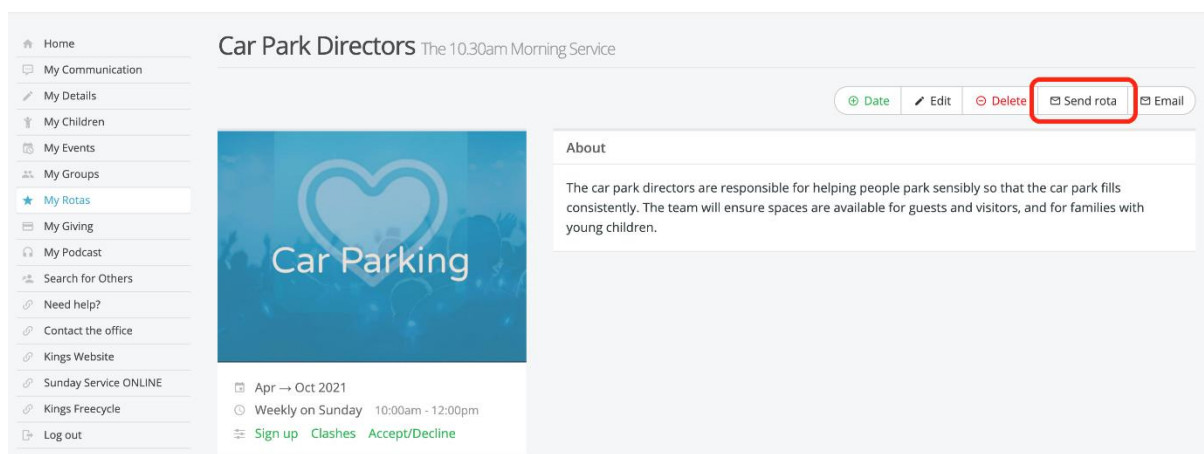 Home
My Communication
My Details
My Children
My Events
My Groups
My Rotas
My Giving
My Podcast
Search for Others
Need help?
Contact the office
Kings Website
Sunday Service ONLINE
Kings Freecycle
Log out
Car Park Directors The 10.30am Morning Service
Date Edit Delete Send rota Email
Car Parking
Apr → Oct 2021
Weekly on Sunday 10:00am - 12:00pm
Sign up Clashes Accept/Decline
About
The car park directors are responsible for helping people park sensibly so that the car park fills
consistently. The team will ensure spaces are available for guests and visitors, and for families with
young children.